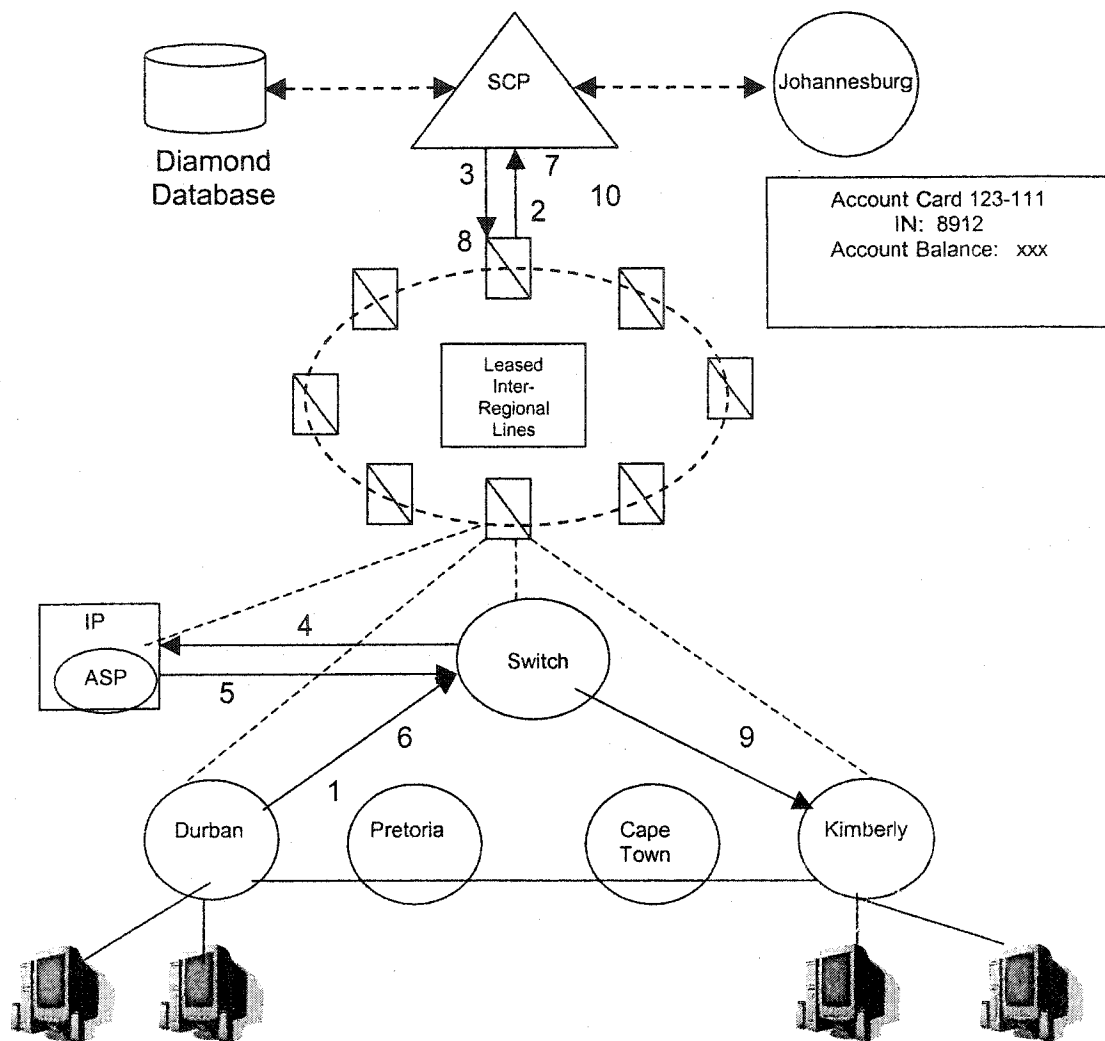 SCP
Johannesburg
Diamond
Database
3
7
2
10
8
Account Card 123-111
IN: 8912
Account Balance: xxx
Leased
Inter-
Regional
Lines
IP
ASP
4
5
Switch
6
9
1
Durban
Pretoria
Cape
Town
Kimberly